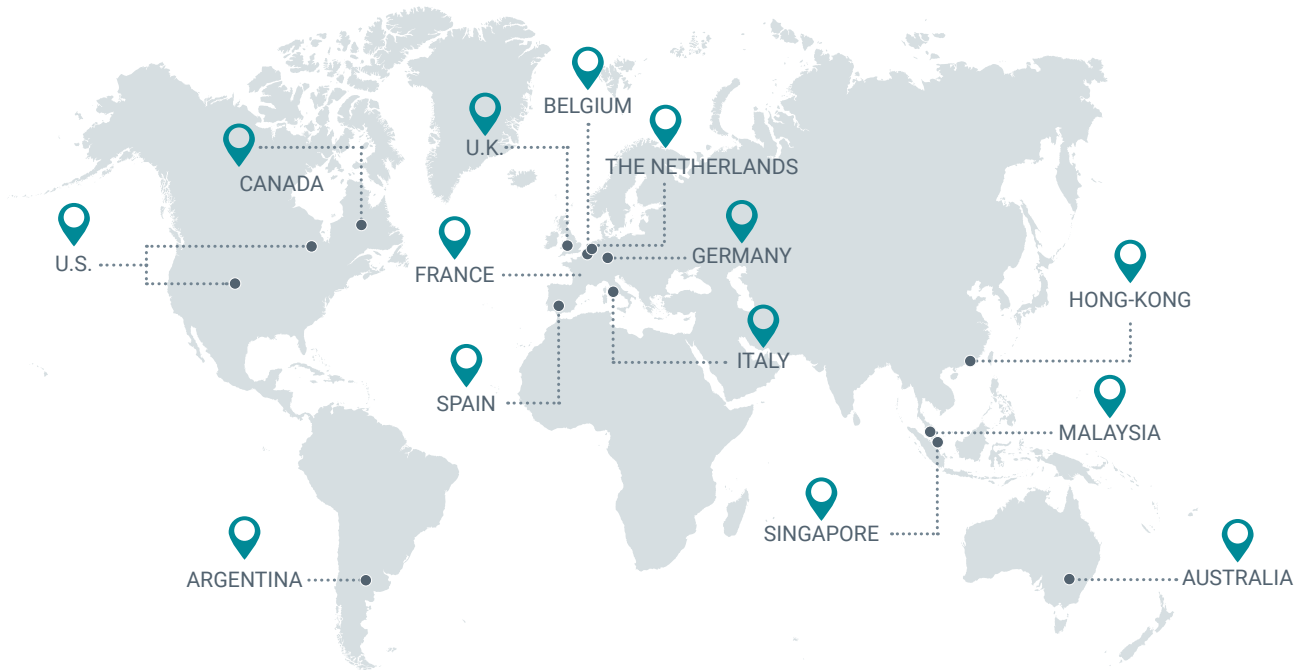 BELGIUM
U.K.
THE NETHERLANDS
CANADA
U.S.
FRANCE
GERMANY
HONG-KONG
ITALY
SPAIN
MALAYSIA
SINGAPORE
ARGENTINA
AUSTRALIA